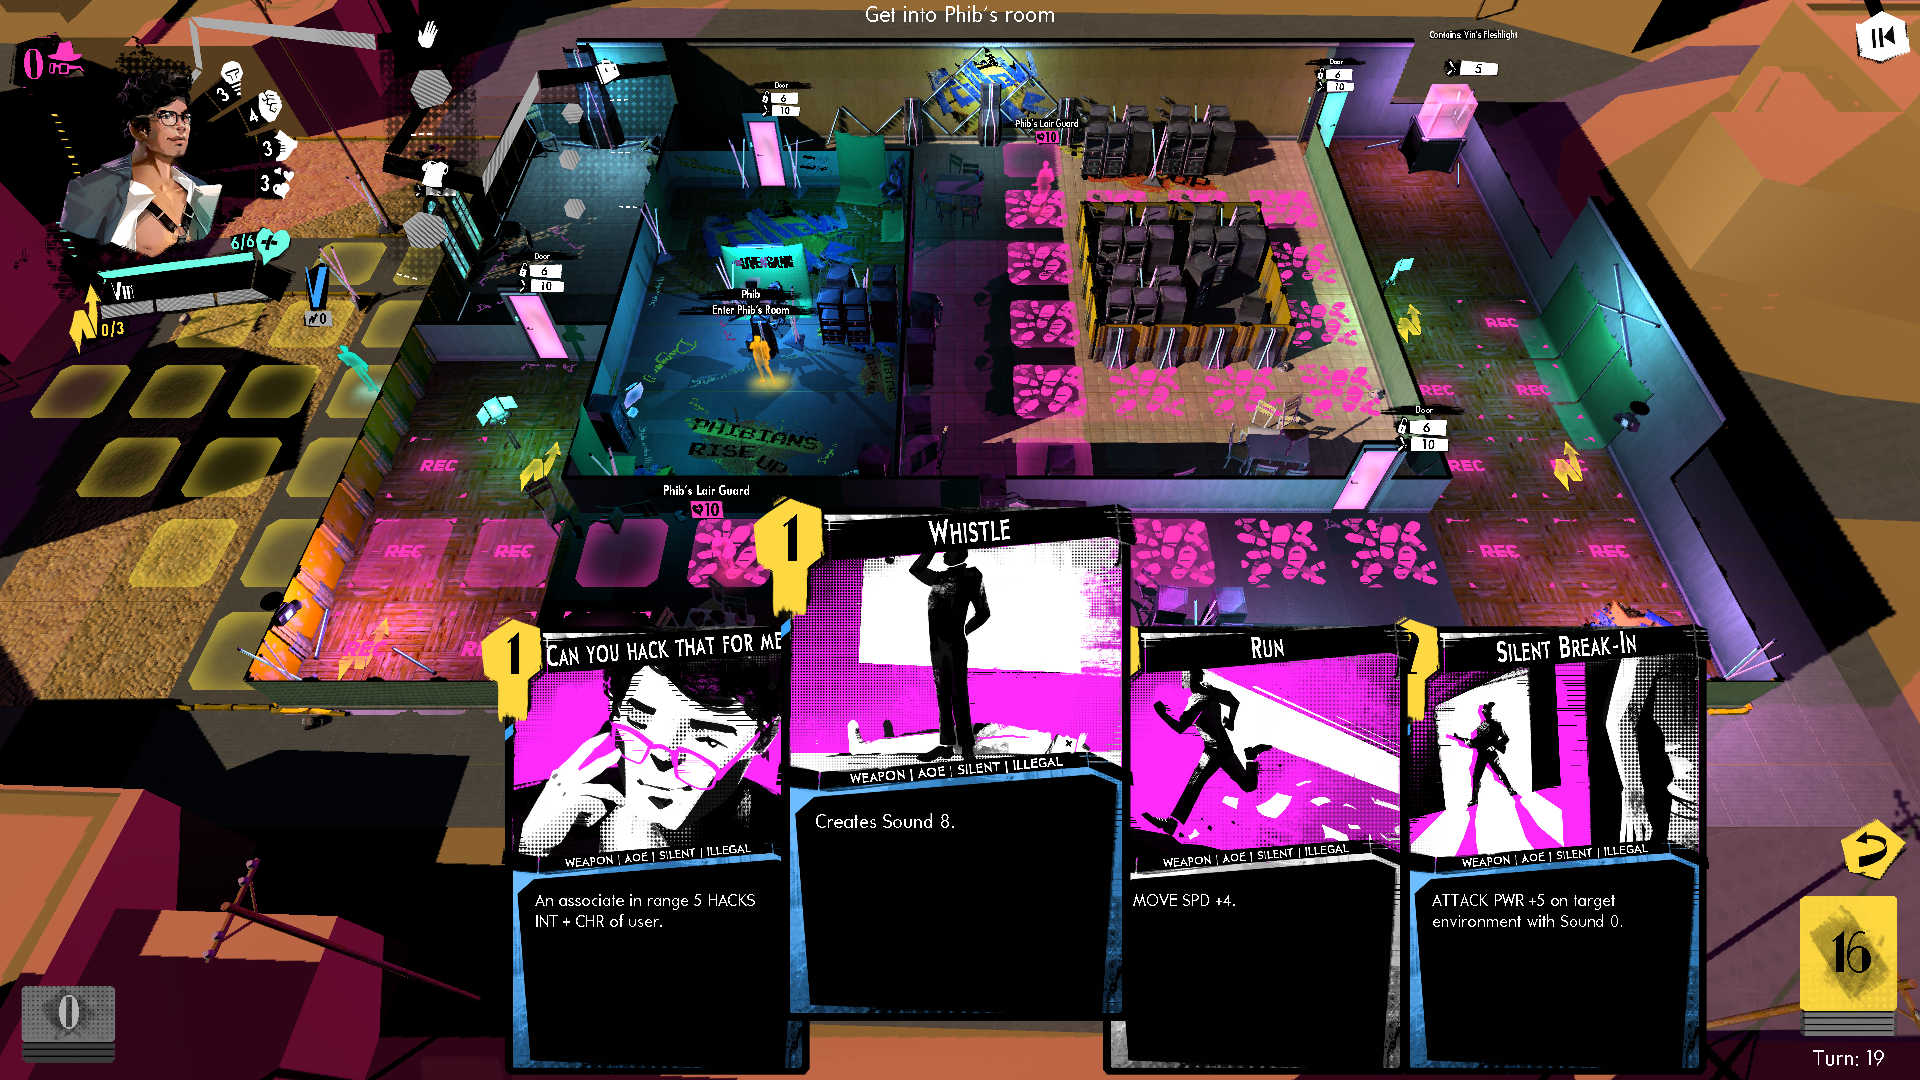 Get into Phib's room
Contains: Vin's Fleshlight
5
0
3
4
3
3
6/6
Vin
0/3
0
Door
6
10
Door
6
10
Door
6
10
Door
6
10
Phib's Lair Guard
10
Phib
Enter Phib's Room
PHIBIANS
RISE UP
REC
REC
REC
REC
REC
REC
REC
REC
REC
REC
Phib's Lair Guard
10
1
WHISTLE
WEAPON | AOE | SILENT | ILLEGAL
Creates Sound 8.
1
CAN YOU HACK THAT FOR ME
WEAPON | AOE | SILENT | ILLEGAL
An associate in range 5 HACKS
INT + CHR of user.
RUN
WEAPON | AOE | SILENT | ILLEGAL
MOVE SPD +4.
SILENT BREAK-IN
WEAPON | AOE | SILENT | ILLEGAL
ATTACK PWR +5 on target
environment with Sound 0.
0
16
Turn: 19